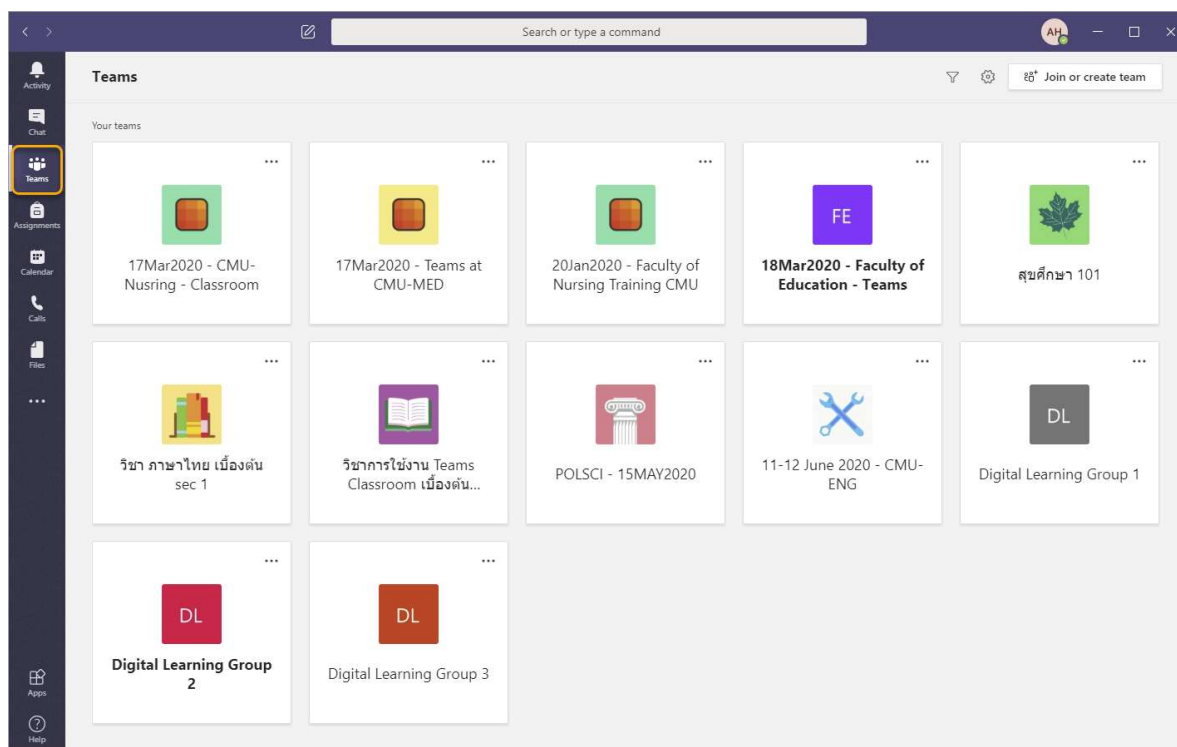 Search or type a command
AH
Activity
Chat
Teams
Assignments
Calendar
Calls
Files
Apps
Help
Teams
Join or create team
Your teams
17Mar2020 - CMU-
Nusring - Classroom
17Mar2020 - Teams at
CMU-MED
20Jan2020 - Faculty of
Nursing Training CMU
FE
18Mar2020 - Faculty of
Education - Teams
สุขศึกษา 101
วิชา ภาษาไทย เบื้องต้น
sec 1
วิชาการใช้งาน Teams
Classroom เบื้องต้น...
POLSCI - 15MAY2020
11-12 June 2020 - CMU-
ENG
DL
Digital Learning Group 1
DL
Digital Learning Group
2
DL
Digital Learning Group 3